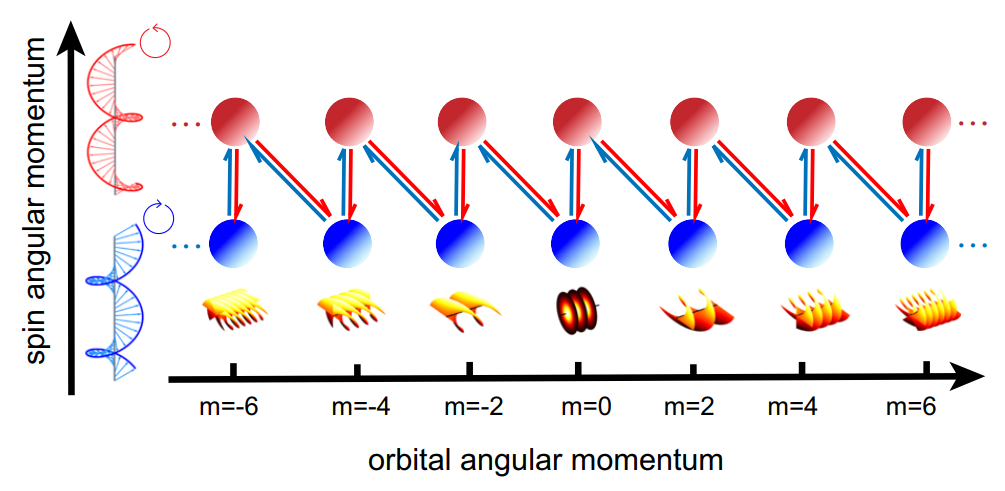 spin angular momentum
m=-6 m=-4 m=-2 m=0 m=2 m=4 m=6
orbital angular momentum